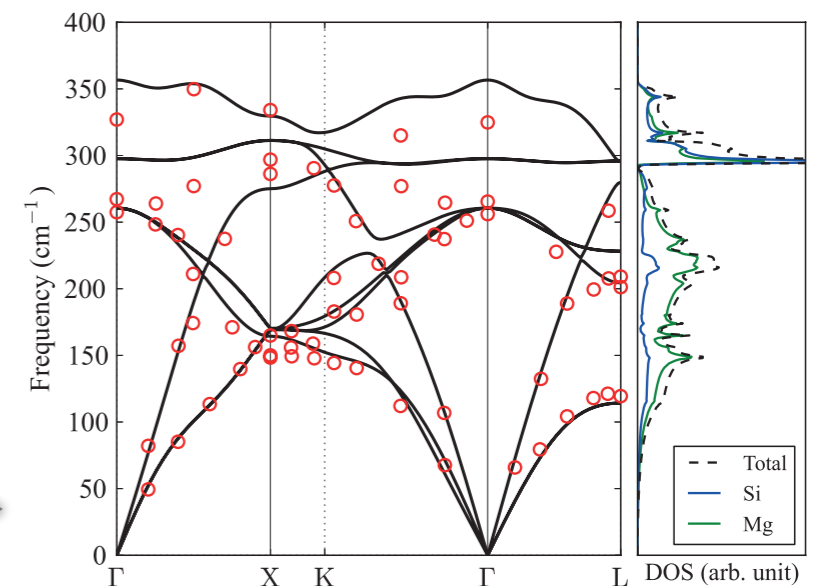 400
350
300
250
200
150
100
50
0
Frequency (cm⁻¹)
Γ X K Γ L
Total
Si
Mg
DOS (arb. unit)